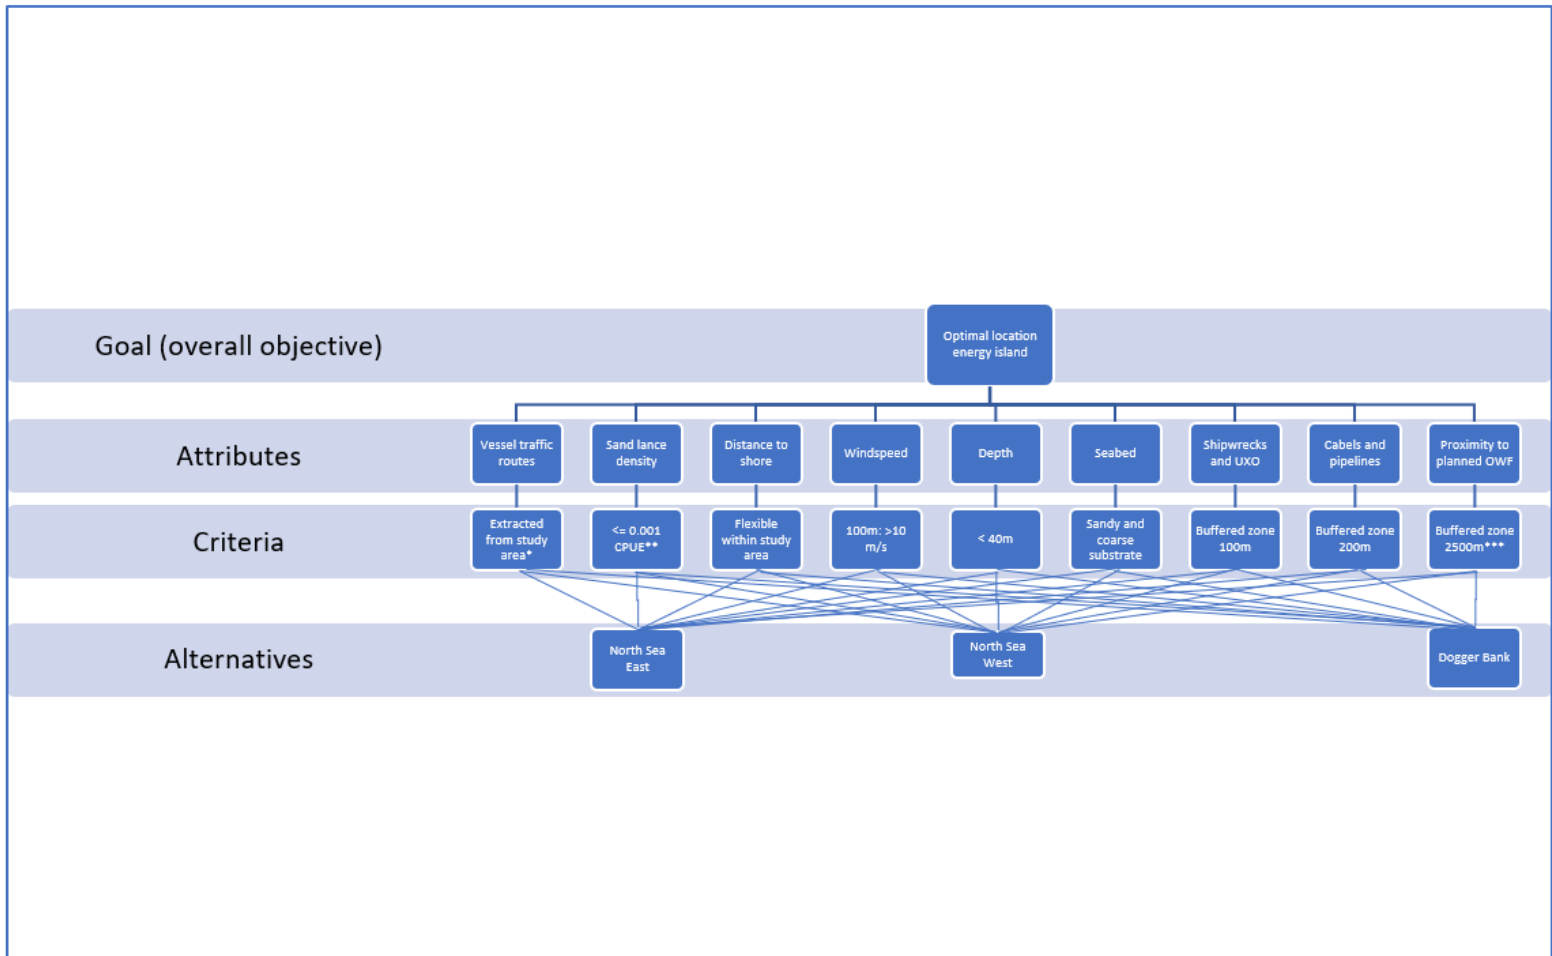 Goal (overall objective)
Optimal location
energy island
Attributes
Vessel traffic
routes
Sand lance
density
Distance to
shore
Windspeed
Depth
Seabed
Shipwrecks
and UXO
Cabels and
pipelines
Proximity to
planned OWF
Criteria
Extracted
from study
area*
<= 0.001
CPUE**
Flexible
within study
area
100m: >10
m/s
< 40m
Sandy and
coarse
substrate
Buffered zone
100m
Buffered zone
200m
Buffered zone
2500m***
Alternatives
North Sea
East
North Sea
West
Dogger Bank